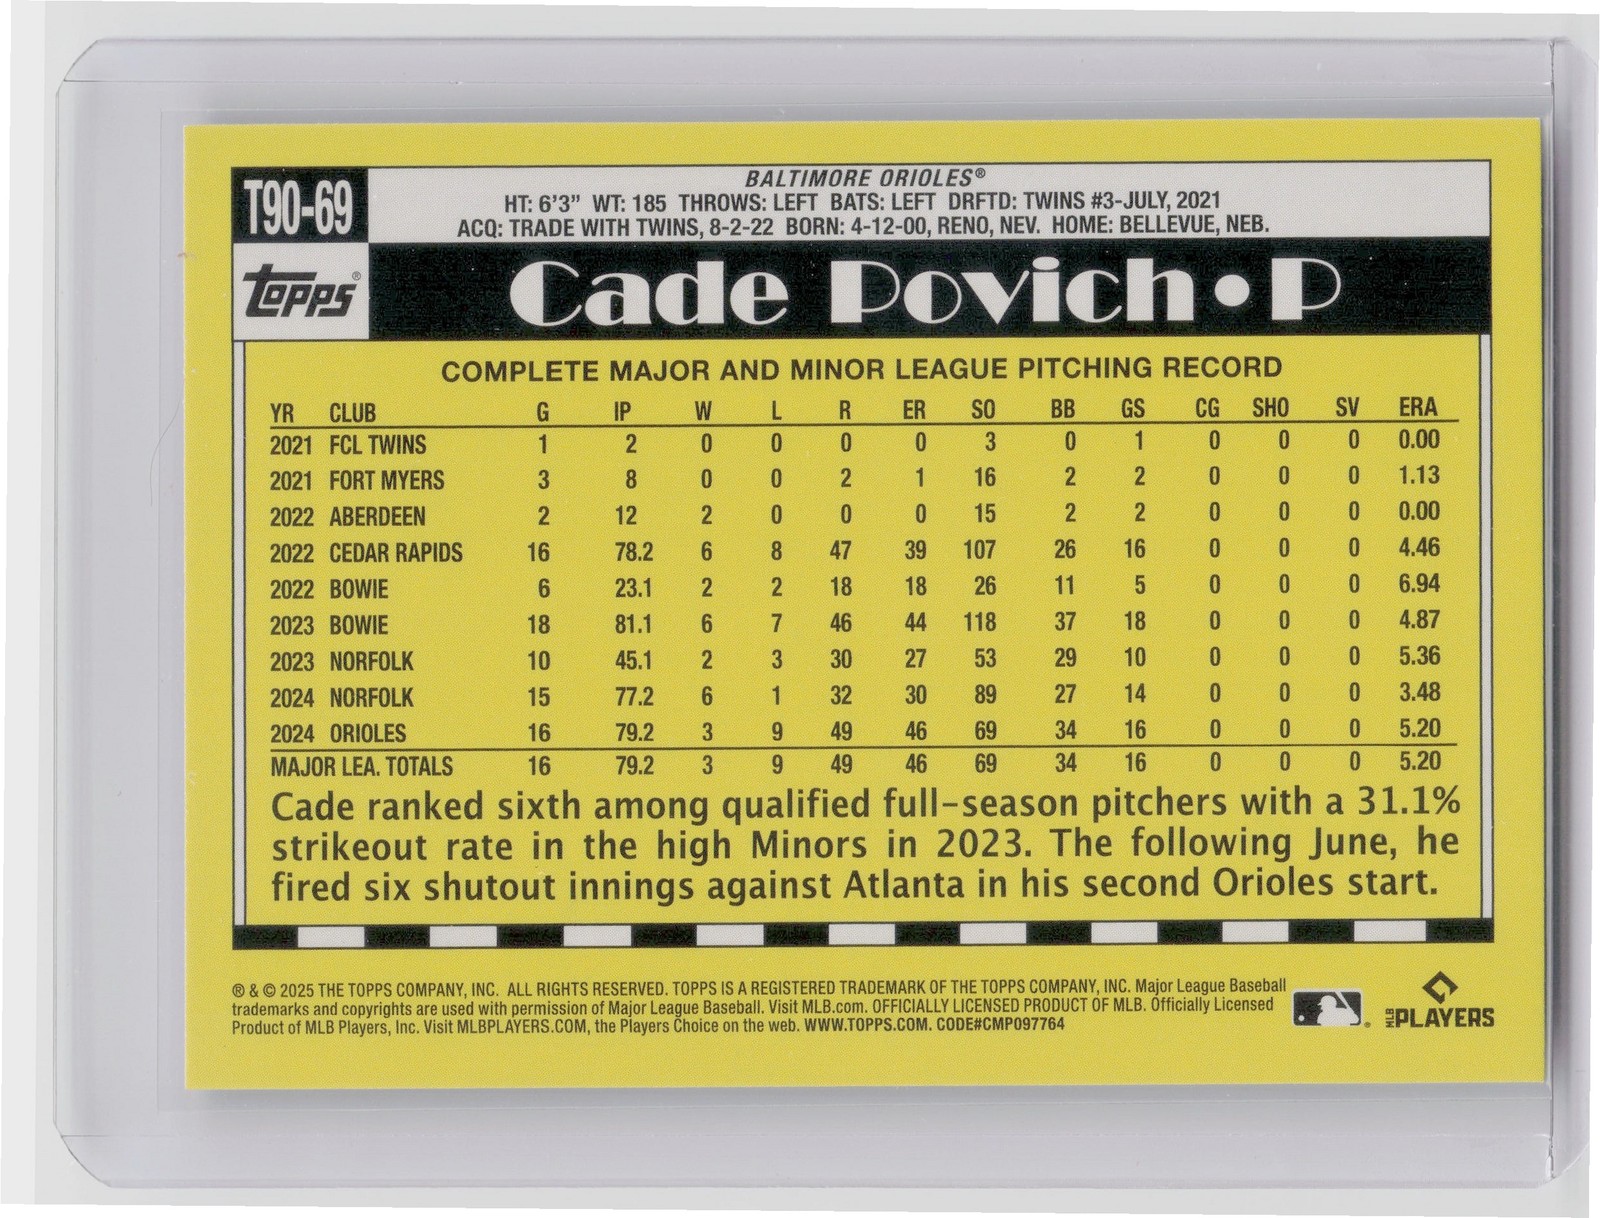 T90-69
BALTIMORE ORIOLES®
HT: 6'3" WT: 185 THROWS: LEFT BATS: LEFT DRFTD: TWINS #3-JULY, 2021
ACQ: TRADE WITH TWINS, 8-2-22 BORN: 4-12-00, RENO, NEV. HOME: BELLEVUE, NEB.
Topps®
Cade Povich • P
COMPLETE MAJOR AND MINOR LEAGUE PITCHING RECORD
YR CLUB G IP W L R ER SO BB GS CG SHO SV ERA
2021 FCL TWINS 1 2 0 0 0 0 3 0 1 0 0 0 0.00
2021 FORT MYERS 3 8 0 0 2 1 16 2 2 0 0 0 1.13
2022 ABERDEEN 2 12 2 0 0 0 15 2 2 0 0 0 0.00
2022 CEDAR RAPIDS 16 78.2 6 8 47 39 107 26 16 0 0 0 4.46
2022 BOWIE 6 23.1 2 2 18 18 26 11 5 0 0 0 6.94
2023 BOWIE 18 81.1 6 7 46 44 118 37 18 0 0 0 4.87
2023 NORFOLK 10 45.1 2 3 30 27 53 29 10 0 0 0 5.36
2024 NORFOLK 15 77.2 6 1 32 30 89 27 14 0 0 0 3.48
2024 ORIOLES 16 79.2 3 9 49 46 69 34 16 0 0 0 5.20
MAJOR LEA. TOTALS 16 79.2 3 9 49 46 69 34 16 0 0 0 5.20
Cade ranked sixth among qualified full-season pitchers with a 31.1%
strikeout rate in the high Minors in 2023. The following June, he
fired six shutout innings against Atlanta in his second Orioles start.
® & © 2025 THE TOPPS COMPANY, INC. ALL RIGHTS RESERVED. TOPPS IS A REGISTERED TRADEMARK OF THE TOPPS COMPANY, INC. Major League Baseball
trademarks and copyrights are used with permission of Major League Baseball. Visit MLB.com. OFFICIALLY LICENSED PRODUCT OF MLB. Officially Licensed
Product of MLB Players, Inc. Visit MLBPLAYERS.COM, the Players Choice on the web. WWW.TOPPS.COM. CODE#CMP097764
MLB PLAYERS